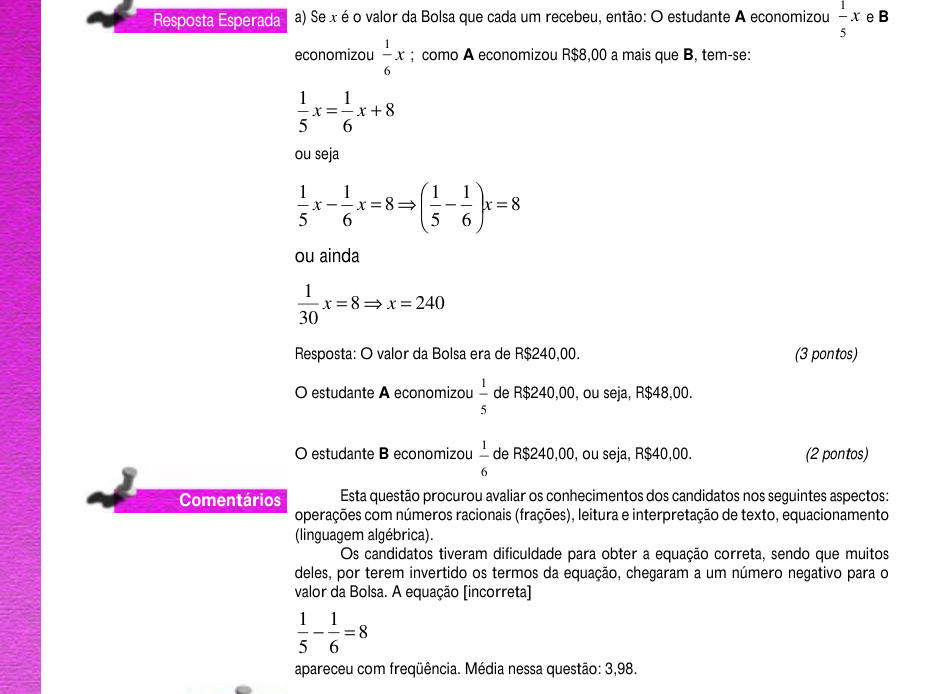 Resposta Esperada
a) Se x é o valor da Bolsa que cada um recebeu, então: O estudante A economizou 1/5 x e B
economizou 1/6 x ; como A economizou R$8,00 a mais que B, tem-se:
1/5 x = 1/6 x + 8
ou seja
1/5 x − 1/6 x = 8 ⇒ (1/5 − 1/6)x = 8
ou ainda
1/30 x = 8 ⇒ x = 240
Resposta: O valor da Bolsa era de R$240,00. (3 pontos)
O estudante A economizou 1/5 de R$240,00, ou seja, R$48,00.
O estudante B economizou 1/6 de R$240,00, ou seja, R$40,00. (2 pontos)
Comentários
Esta questão procurou avaliar os conhecimentos dos candidatos nos seguintes aspectos:
operações com números racionais (frações), leitura e interpretação de texto, equacionamento
(linguagem algébrica).
Os candidatos tiveram dificuldade para obter a equação correta, sendo que muitos
deles, por terem invertido os termos da equação, chegaram a um número negativo para o
valor da Bolsa. A equação [incorreta]
1/5 − 1/6 = 8
apareceu com freqüência. Média nessa questão: 3,98.